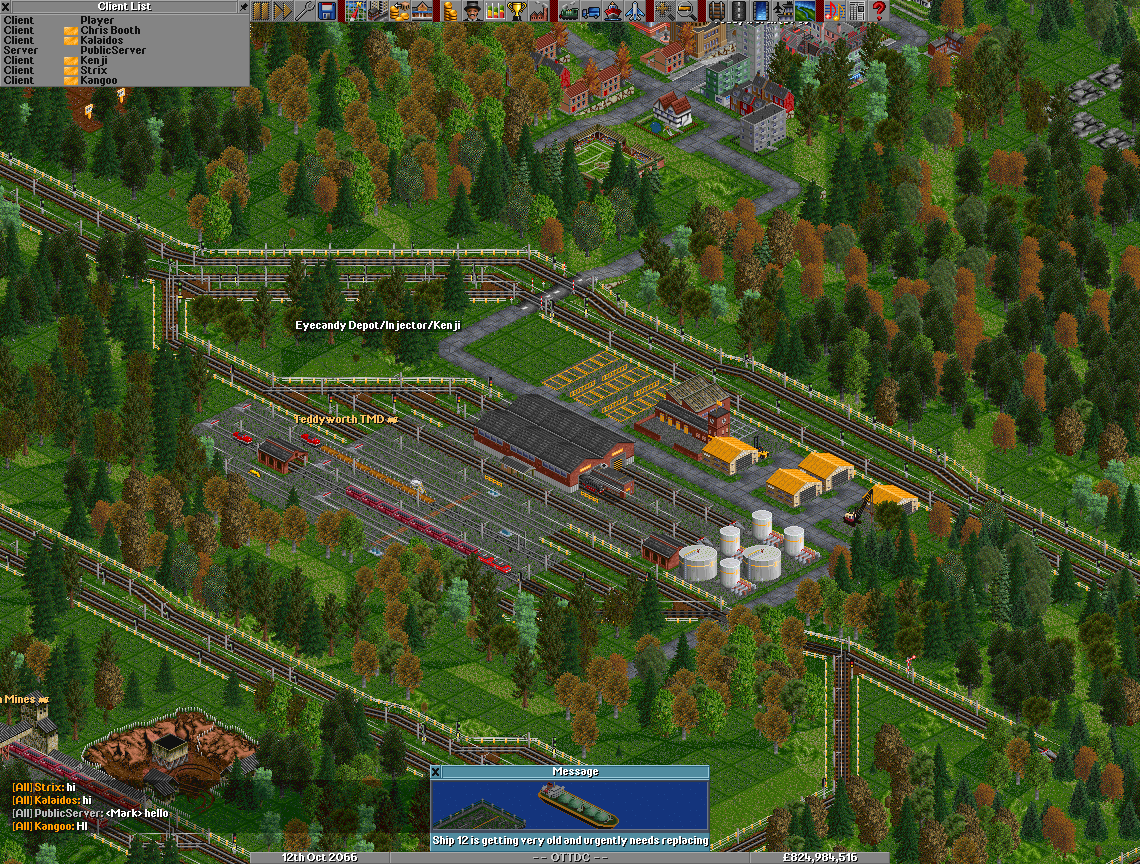 Client List
Client Player
Client Chris Booth
Client Kalaidos
Server PublicServer
Client Kenji
Client Strix
Client Kangoo
Eyecandy Depot/Injector/Kenji
Teddyworth TMD
Mines
[All] Strix: hi
[All] Kalaidos: hi
[All] PublicServer: <Mark> hello
[All] Kangoo: HI
Message
Ship 12 is getting very old and urgently needs replacing
12th Oct 2066
-- OTTDC --
£824,984,516